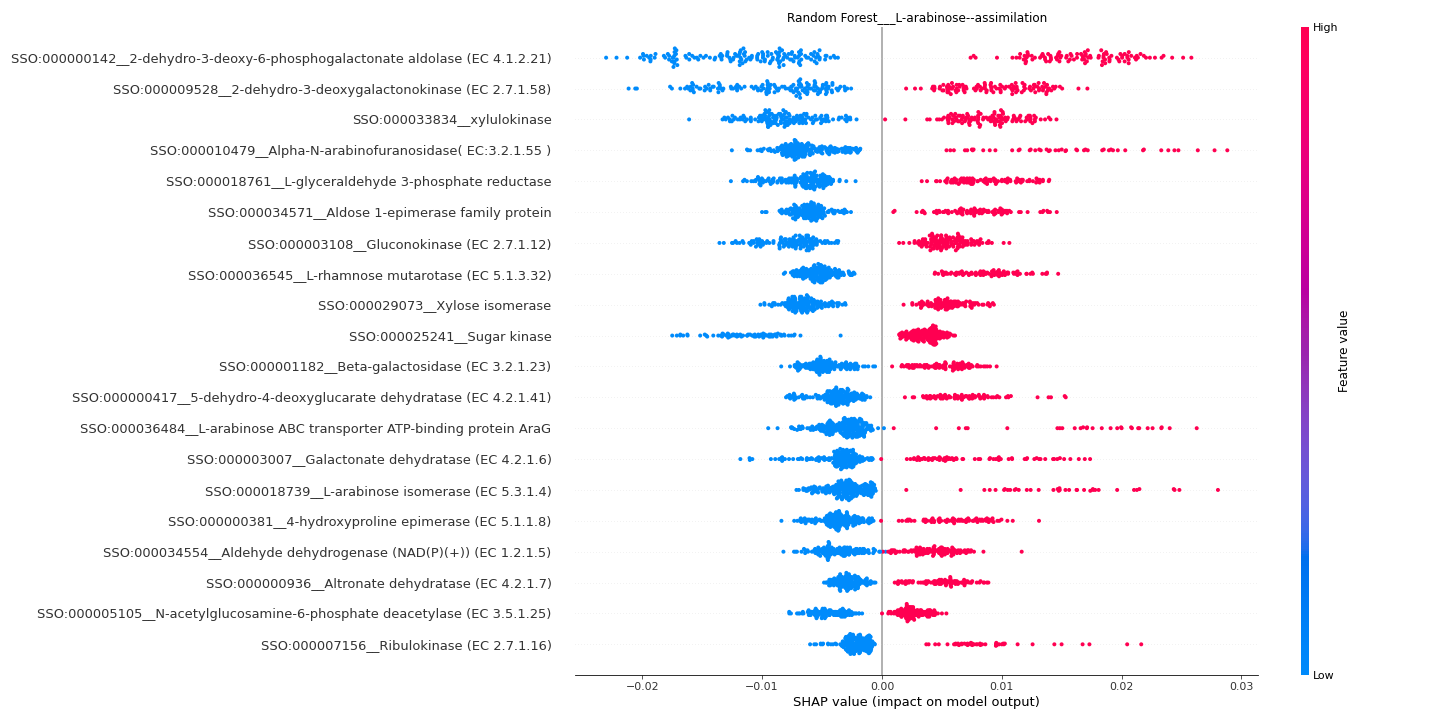 Random Forest___L-arabinose--assimilation
High
SSO:000000142__2-dehydro-3-deoxy-6-phosphogalactonate aldolase (EC 4.1.2.21)
SSO:000009528__2-dehydro-3-deoxygalactonokinase (EC 2.7.1.58)
SSO:000033834__xylulokinase
SSO:000010479__Alpha-N-arabinofuranosidase( EC:3.2.1.55 )
SSO:000018761__L-glyceraldehyde 3-phosphate reductase
SSO:000034571__Aldose 1-epimerase family protein
SSO:000003108__Gluconokinase (EC 2.7.1.12)
SSO:000036545__L-rhamnose mutarotase (EC 5.1.3.32)
SSO:000029073__Xylose isomerase
SSO:000025241__Sugar kinase
SSO:000001182__Beta-galactosidase (EC 3.2.1.23)
SSO:000000417__5-dehydro-4-deoxyglucarate dehydratase (EC 4.2.1.41)
SSO:000036484__L-arabinose ABC transporter ATP-binding protein AraG
SSO:000003007__Galactonate dehydratase (EC 4.2.1.6)
SSO:000018739__L-arabinose isomerase (EC 5.3.1.4)
SSO:000000381__4-hydroxyproline epimerase (EC 5.1.1.8)
SSO:000034554__Aldehyde dehydrogenase (NAD(P)(+)) (EC 1.2.1.5)
SSO:000000936__Altronate dehydratase (EC 4.2.1.7)
SSO:000005105__N-acetylglucosamine-6-phosphate deacetylase (EC 3.5.1.25)
SSO:000007156__Ribulokinase (EC 2.7.1.16)
Feature value
Low
−0.02 −0.01 0.00 0.01 0.02 0.03
SHAP value (impact on model output)